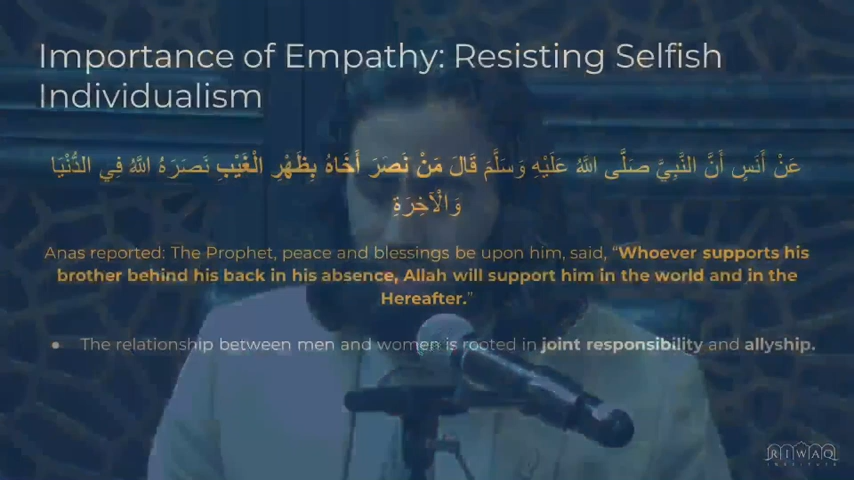 Importance of Empathy: Resisting Selfish
Individualism
عَنْ أَنَسٍ أَنَّ النَّبِيَّ صَلَّى اللَّهُ عَلَيْهِ وَسَلَّمَ قَالَ مَنْ نَصَرَ أَخَاهُ بِظَهْرِ الْغَيْبِ نَصَرَهُ اللَّهُ فِي الدُّنْيَا
وَالْآخِرَةِ
Anas reported: The Prophet, peace and blessings be upon him, said, “Whoever supports his
brother behind his back in his absence, Allah will support him in the world and in the
Hereafter.”
● The relationship between men and women is rooted in joint responsibility and allyship.
RIWAQ
INSTITUTE